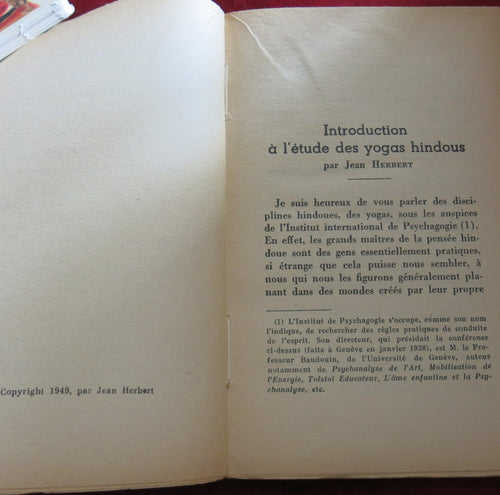 Copyright 1949, par Jean Herbert
Introduction
à l'étude des yogas hindous
par Jean HERBERT
Je suis heureux de vous parler des disci-
plines hindoues, des yogas, sous les auspices
de l'Institut international de Psychagogie (1).
En effet, les grands maîtres de la pensée hin-
doue sont des gens essentiellement pratiques,
si étrange que cela puisse nous sembler, à
nous qui nous les figurons généralement pla-
nant dans des mondes créés par leur propre
(1) L'Institut de Psychagogie s'occupe, cómme son nom
l'indique, de rechercher des règles pratiques de conduite
de l'esprit. Son directeur, qui présidait la conférence
ci-dessus (faite à Genève en janvier 1938), est M. le Pro-
fesseur Baudouin, de l'Université de Genève, auteur
notamment de Psychanalyse de l'Art, Mobilisation de
l'Energie, Tolstoï Educateur, L'âme enfantine et la Psy-
chanalyse, etc.